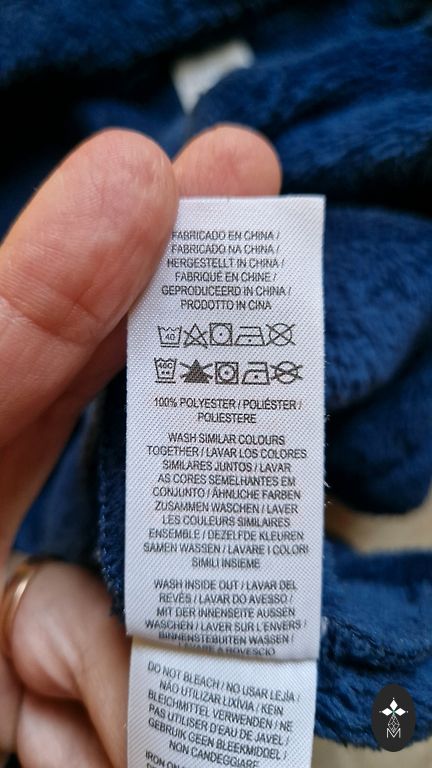 FABRICADO EN CHINA /
FABRICADO NA CHINA /
HERGESTELLT IN CHINA /
FABRIQUÉ EN CHINE /
GEPRODUCEERD IN CHINA /
PRODOTTO IN CINA
40
40C
100% POLYESTER / POLIÉSTER /
POLIESTERE
WASH SIMILAR COLOURS
TOGETHER / LAVAR LOS COLORES
SIMILARES JUNTOS / LAVAR
AS CORES SEMELHANTES EM
CONJUNTO / ÄHNLICHE FARBEN
ZUSAMMEN WASCHEN / LAVER
LES COULEURS SIMILAIRES
ENSEMBLE / DEZELFDE KLEUREN
SAMEN WASSEN / LAVARE I COLORI
SIMILI INSIEME
WASH INSIDE OUT / LAVAR DEL
REVÉS / LAVAR DO AVESSO /
MIT DER INNENSEITE AUSSEN
WASCHEN / LAVER SUR L'ENVERS /
BINNENSTEBUITEN WASSEN /
LAVARE A ROVESCIO
DO NOT BLEACH / NO USAR LEJÍA /
NÃO UTILIZAR LIXÍVIA / KEIN
BLEICHMITTEL VERWENDEN / NE
PAS UTILISER D'EAU DE JAVEL /
GEBRUIK GEEN BLEEKMIDDEL /
NON CANDEGGIARE
IRON ON
M